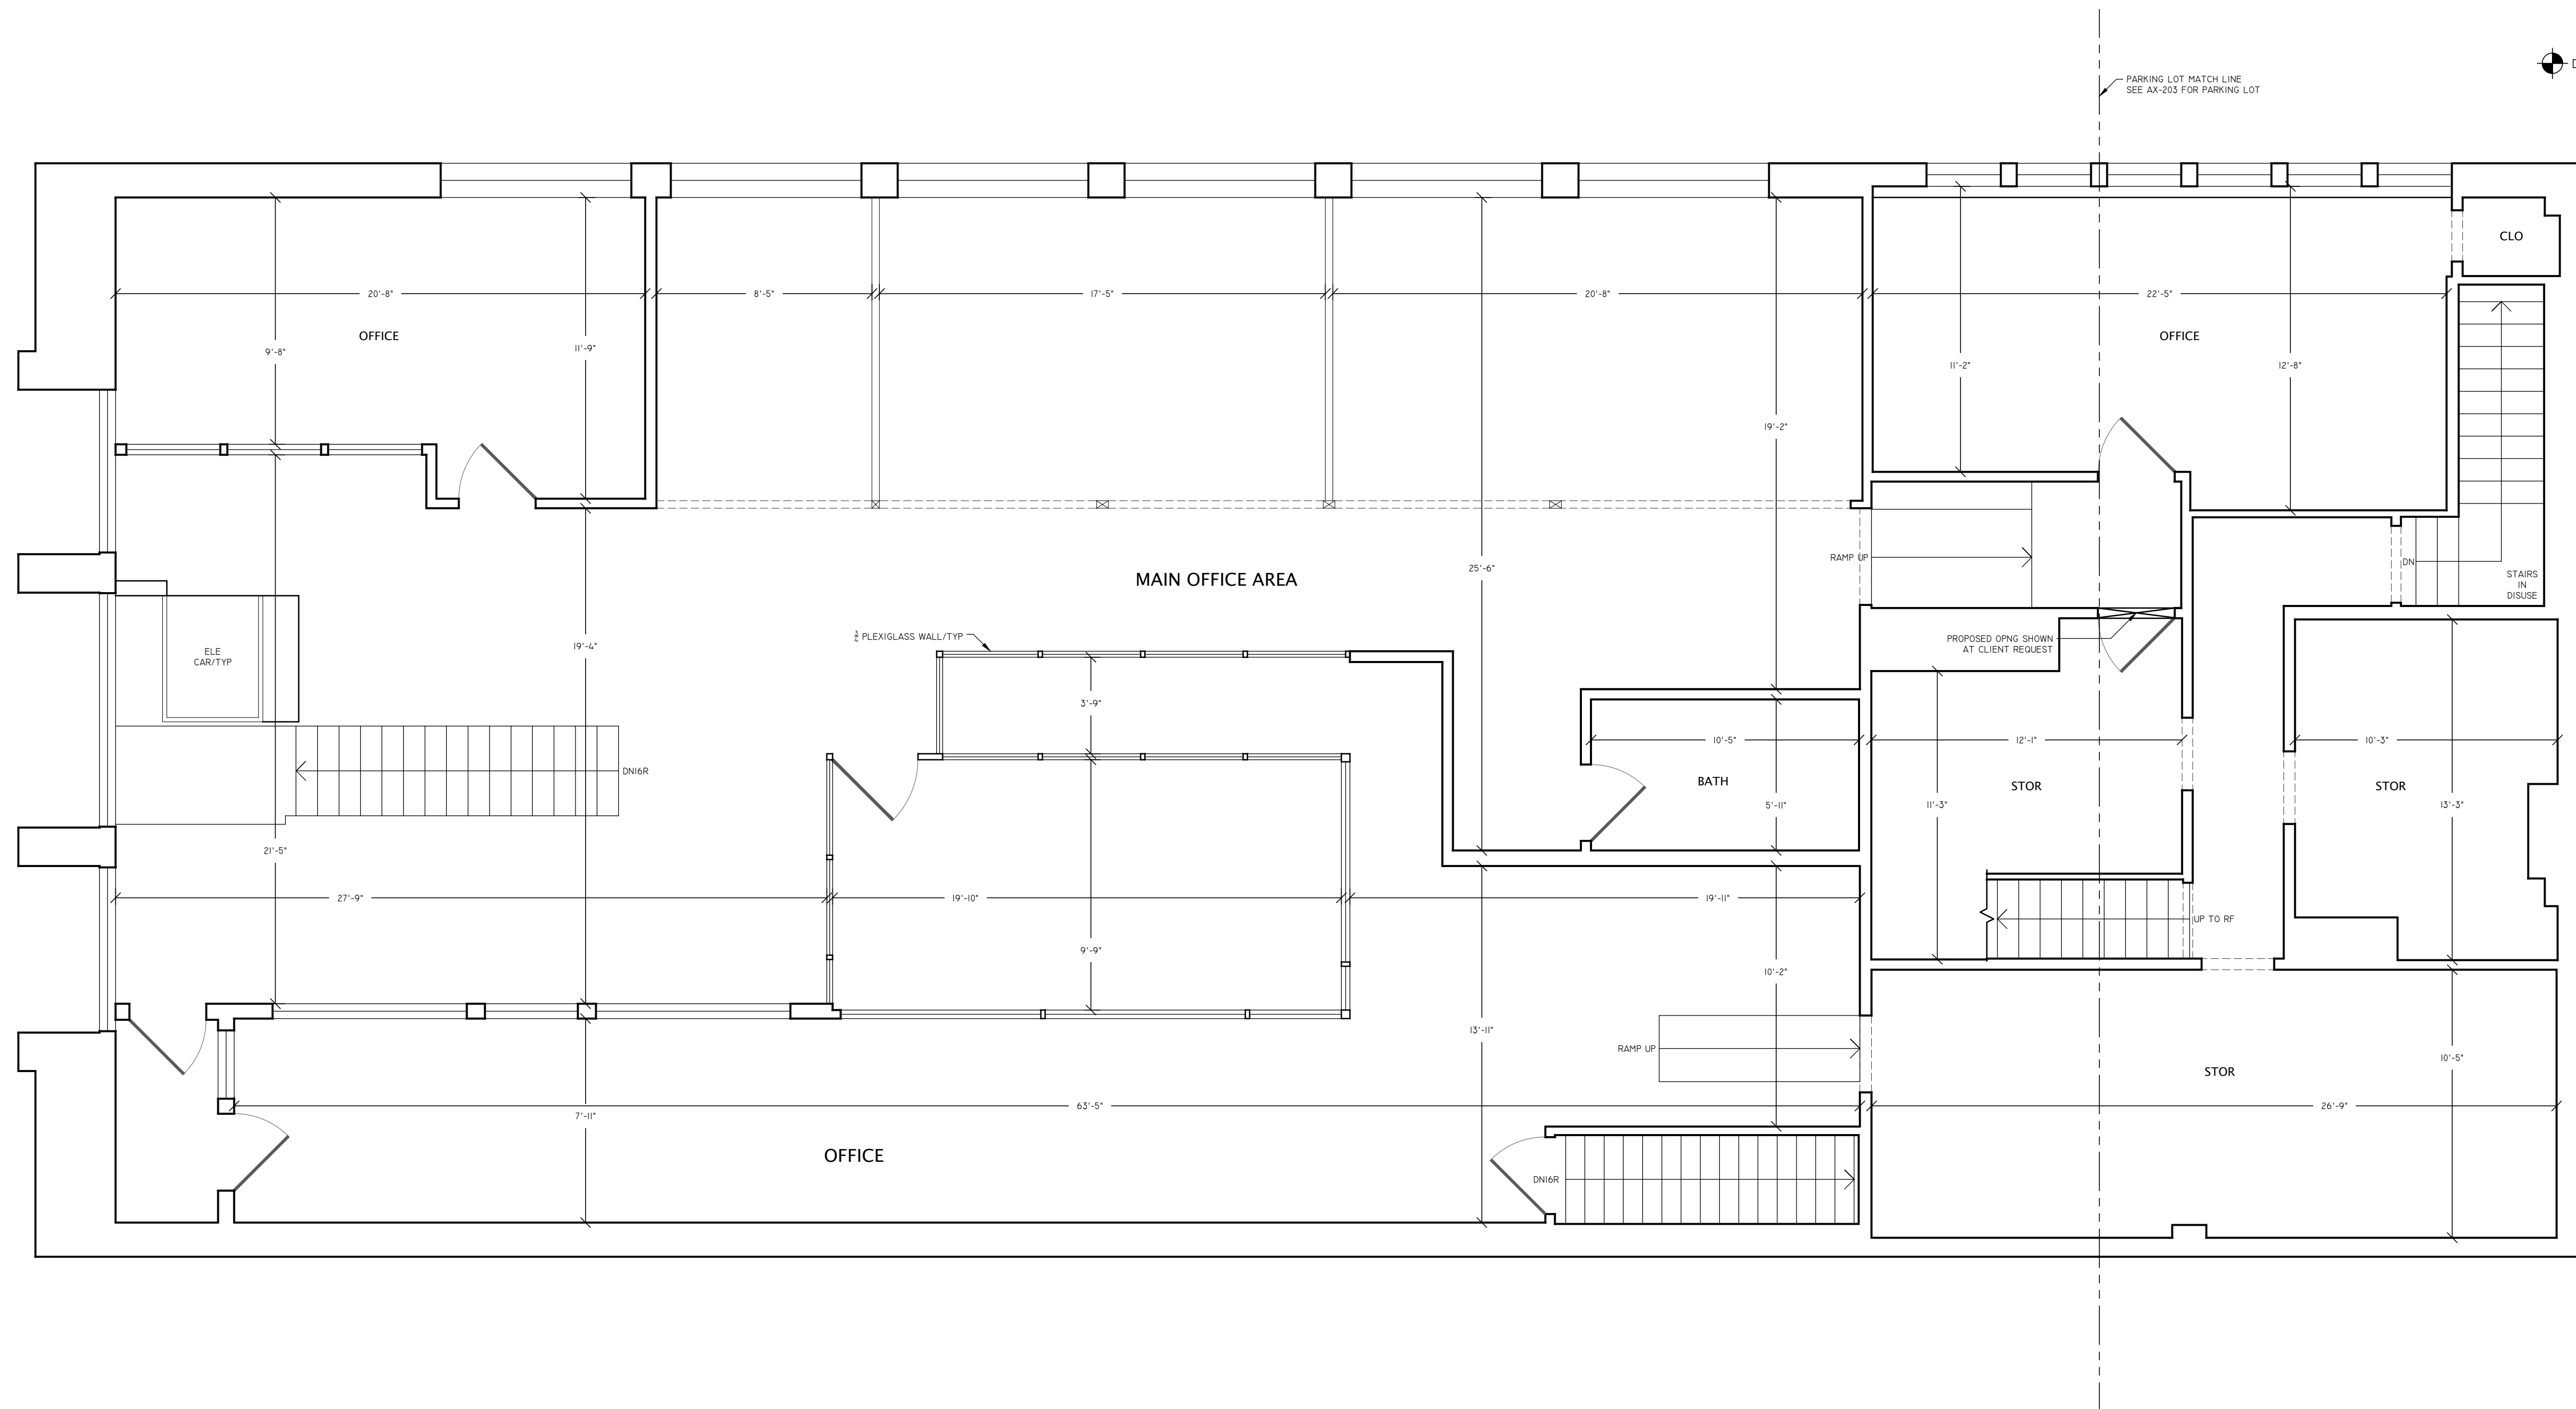 PARKING LOT MATCH LINE
SEE AX-203 FOR PARKING LOT
CLO
20'-8"
8'-5"
17'-5"
20'-8"
22'-5"
OFFICE
9'-8"
11'-9"
OFFICE
11'-2"
12'-8"
19'-2"
RAMP UP
DN
25'-6"
MAIN OFFICE AREA
STAIRS
IN
DISUSE
3/4 PLEXIGLASS WALL/TYP
PROPOSED OPNG SHOWN
AT CLIENT REQUEST
19'-4"
ELE
CAR/TYP
3'-9"
10'-5"
12'-1"
10'-3"
DN16R
BATH
STOR
STOR
5'-11"
11'-3"
13'-3"
21'-5"
27'-9"
19'-10"
19'-11"
UP TO RF
9'-9"
10'-2"
13'-11"
RAMP UP
10'-5"
STOR
7'-11"
63'-5"
26'-9"
OFFICE
DN16R